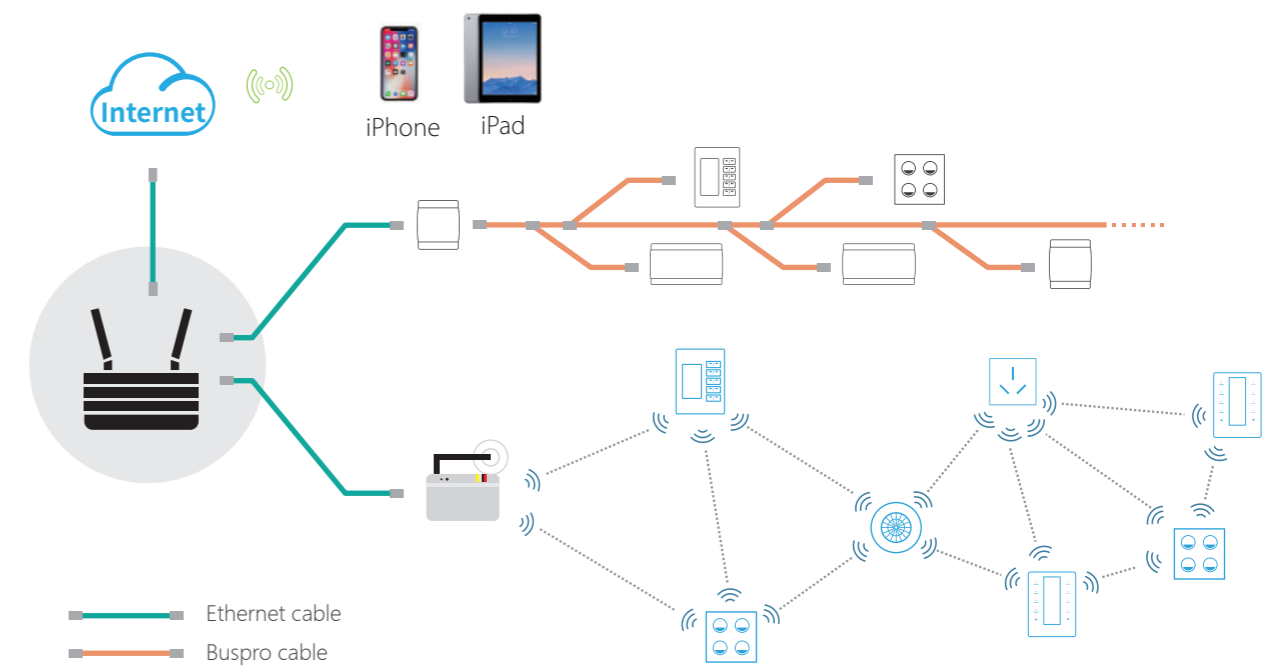 Internet
iPhone
iPad
Ethernet cable
Buspro cable